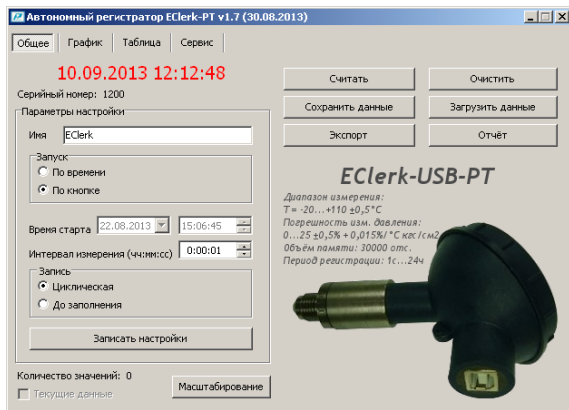 Автономный регистратор EClerk-PT v1.7 (30.08.2013)
Общее График Таблица Сервис
10.09.2013 12:12:48
Серийный номер: 1200
Параметры настройки
Имя EClerk
Запуск
По времени
По кнопке
Время старта 22.08.2013 15:06:45
Интервал измерения (чч:мм:сс) 0:00:01
Запись
Циклическая
До заполнения
Записать настройки
Количество значений: 0
Текущие данные
Масштабирование
Считать Очистить
Сохранить данные Загрузить данные
Экспорт Отчёт
EClerk-USB-PT
Диапазон измерения:
T = -20...+110 ±0,5°C
Погрешность изм. давления:
0...25 ±0,5% + 0,015%/°C кгс/см2
Объём памяти: 30000 отс.
Период регистрации: 1с...24ч